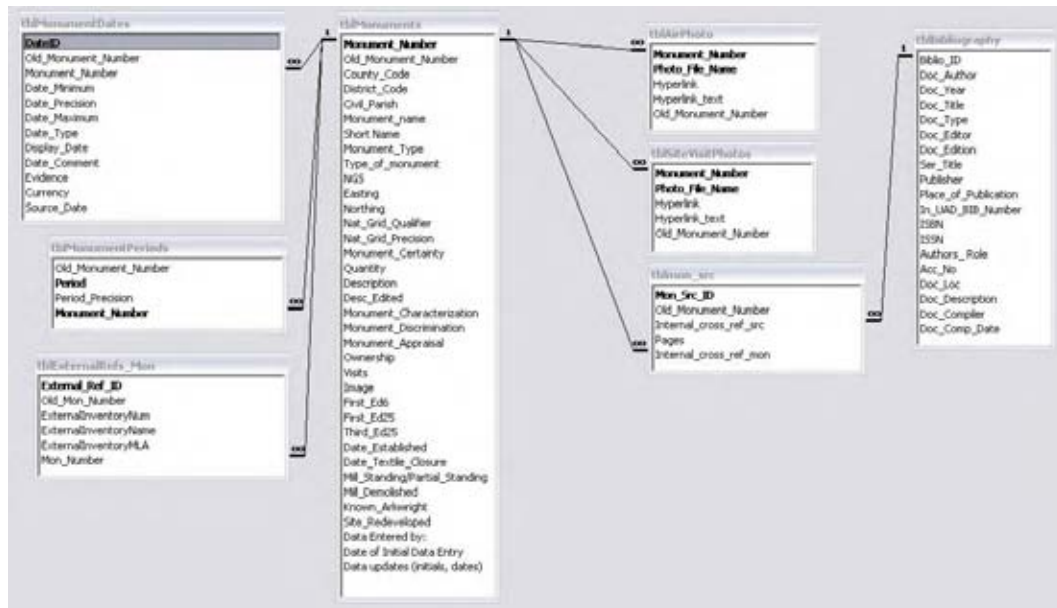 tblMonumentDates
DateID
Old_Monument_Number
Monument_Number
Date_Minimum
Date_Precision
Date_Maximum
Date_Type
Display_Date
Date_Comment
Evidence
Currency
Source_Date
tblMonumentPeriods
Old_Monument_Number
Period
Period_Precision
Monument_Number
tblExternalRefs_Mon
External_Ref_ID
Old_Mon_Number
ExternalInventoryNum
ExternalInventoryName
ExternalInventoryMLA
Mon_Number
tblMonuments
Monument_Number
Old_Monument_Number
County_Code
District_Code
Civil_Parish
Monument_name
Short Name
Monument_Type
Type_of_monument
NGS
Easting
Northing
Nat_Grid_Qualifier
Nat_Grid_Precision
Monument_Certainty
Quantity
Description
Desc_Edited
Monument_Characterization
Monument_Discrimination
Monument_Appraisal
Ownership
Visits
Image
First_Ed6
First_Ed25
Third_Ed25
Date_Established
Date_Textile_Closure
Mill_Standing/Partial_Standing
Mill_Demolished
Known_Arkwright
Site_Redeveloped
Data Entered by:
Date of Initial Data Entry
Data updates (initials, dates)
tblAirPhoto
Monument_Number
Photo_File_Name
Hyperlink
Hyperlink_text
Old_Monument_Number
tblSiteVisitPhotos
Monument_Number
Photo_File_Name
Hyperlink
Hyperlink_text
Old_Monument_Number
tblmon_src
Mon_Src_ID
Old_Monument_Number
Internal_cross_ref_src
Pages
Internal_cross_ref_mon
tblBibliography
Biblio_ID
Doc_Author
Doc_Year
Doc_Title
Doc_Type
Doc_Editor
Doc_Edition
Ser_Title
Publisher
Place_of_Publication
In_UAD_BIB_Number
ISBN
ISSN
Authors_Role
Acc_No
Doc_Loc
Doc_Description
Doc_Compiler
Doc_Comp_Date
1
1
1
∞
∞
∞
∞
∞
∞
∞